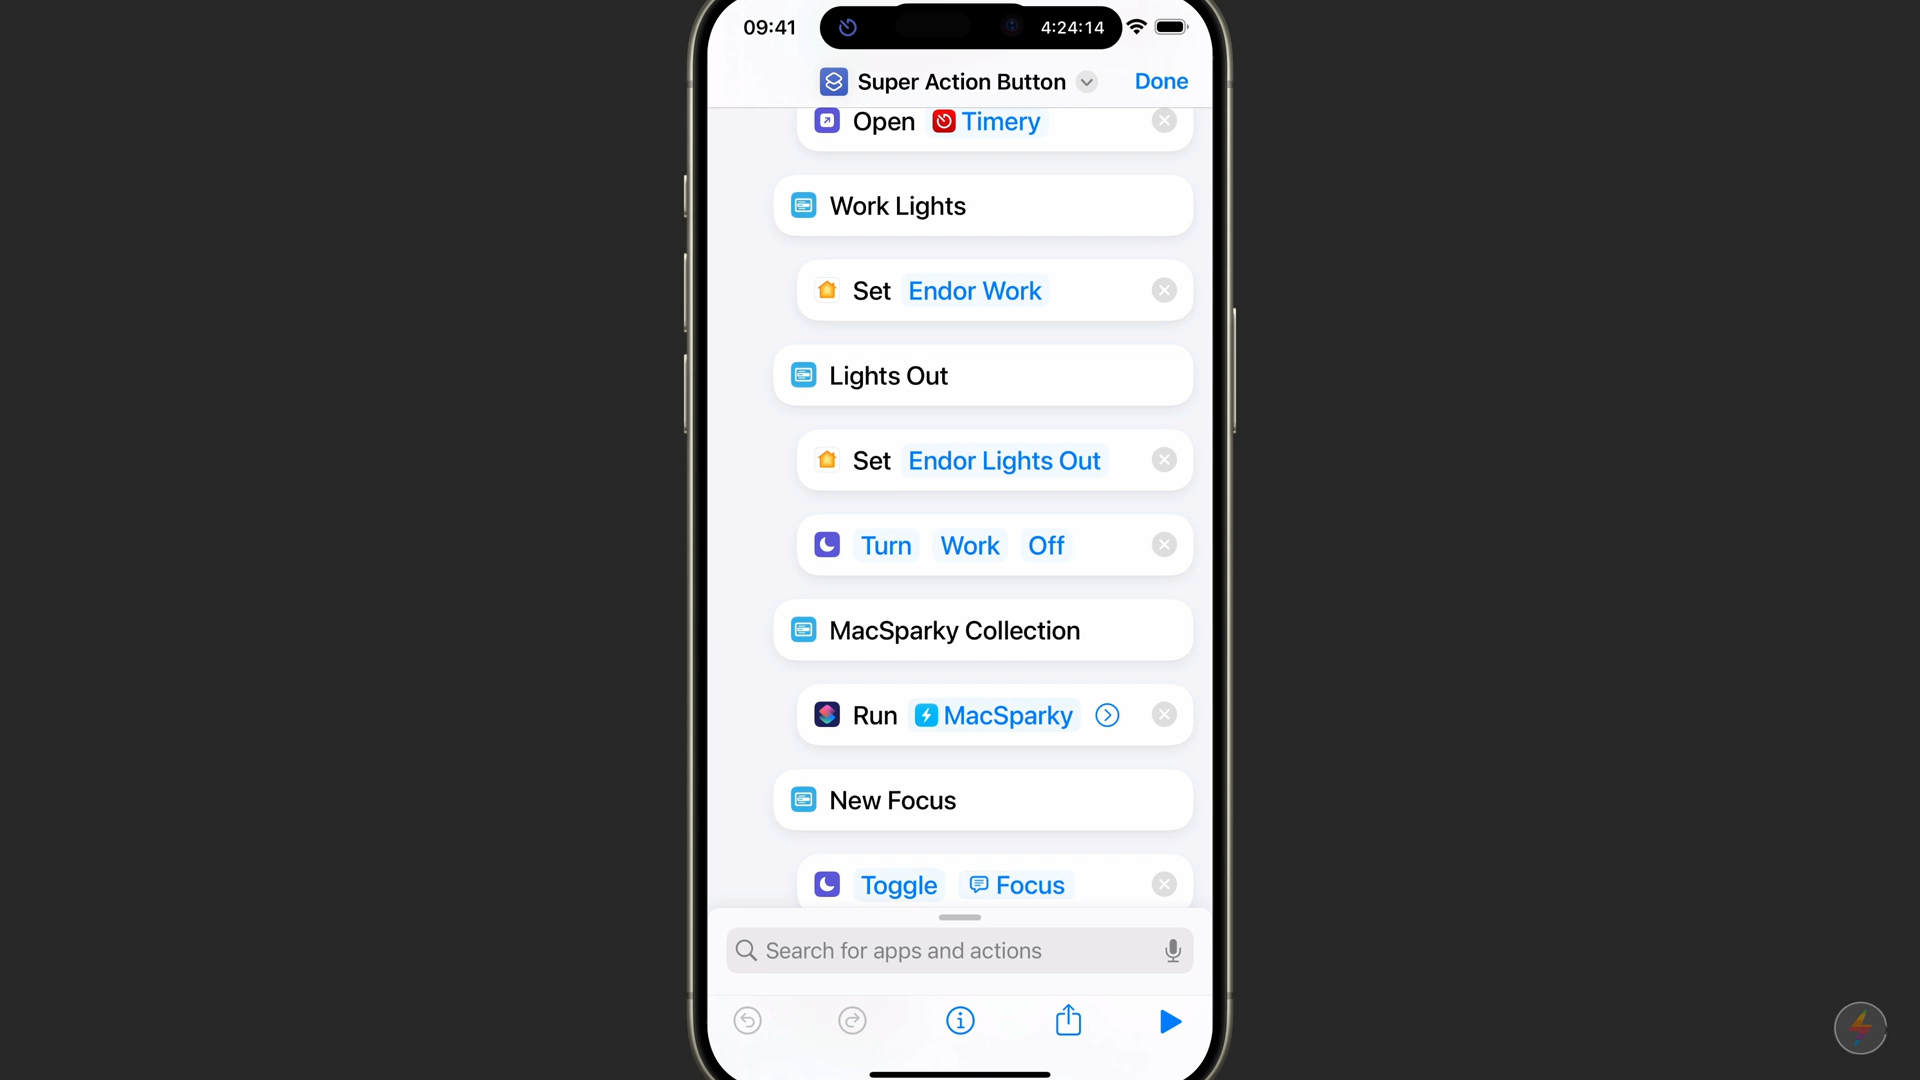 09:41 4:24:14
Super Action Button Done
Open Timery
Work Lights
Set Endor Work
Lights Out
Set Endor Lights Out
Turn Work Off
MacSparky Collection
Run MacSparky
New Focus
Toggle Focus
Search for apps and actions